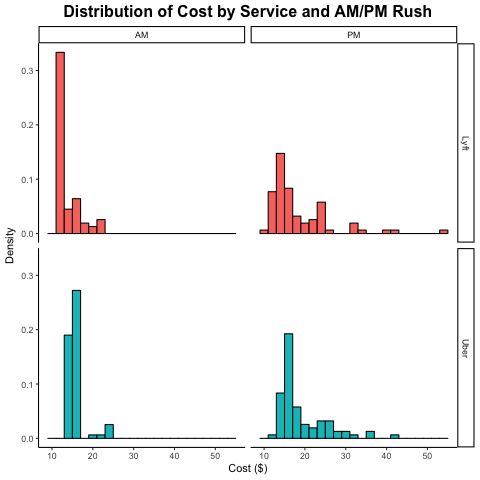 Distribution of Cost by Service and AM/PM Rush
AM
PM
0.3
0.2
0.1
0.0
Lyft
Density
0.3
0.2
0.1
0.0
Uber
10 20 30 40 50
10 20 30 40 50
Cost ($)